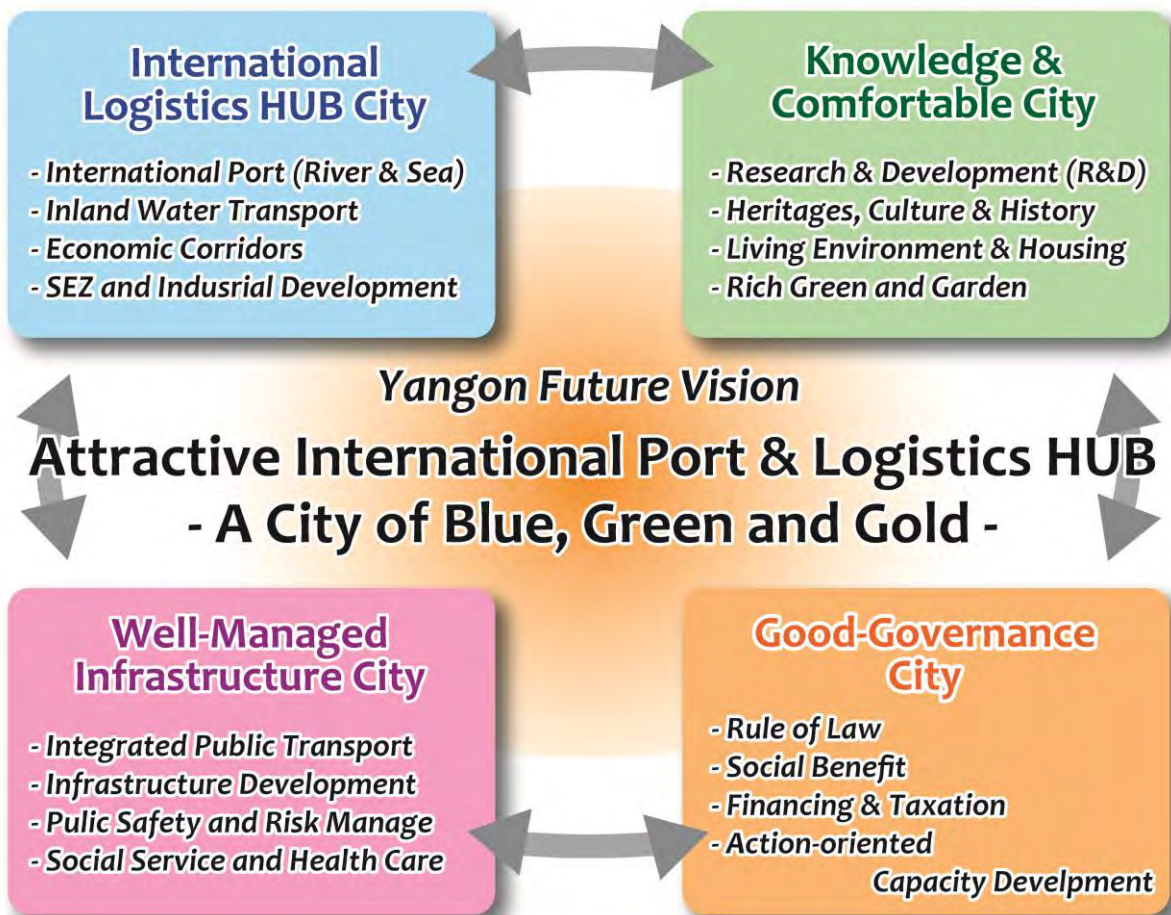 International
Logistics HUB City
- International Port (River & Sea)
- Inland Water Transport
- Economic Corridors
- SEZ and Indusrial Development
Knowledge &
Comfortable City
- Research & Development (R&D)
- Heritages, Culture & History
- Living Environment & Housing
- Rich Green and Garden
Yangon Future Vision
Attractive International Port & Logistics HUB
- A City of Blue, Green and Gold -
Well-Managed
Infrastructure City
- Integrated Public Transport
- Infrastructure Development
- Pulic Safety and Risk Manage
- Social Service and Health Care
Good-Governance
City
- Rule of Law
- Social Benefit
- Financing & Taxation
- Action-oriented
Capacity Develpment